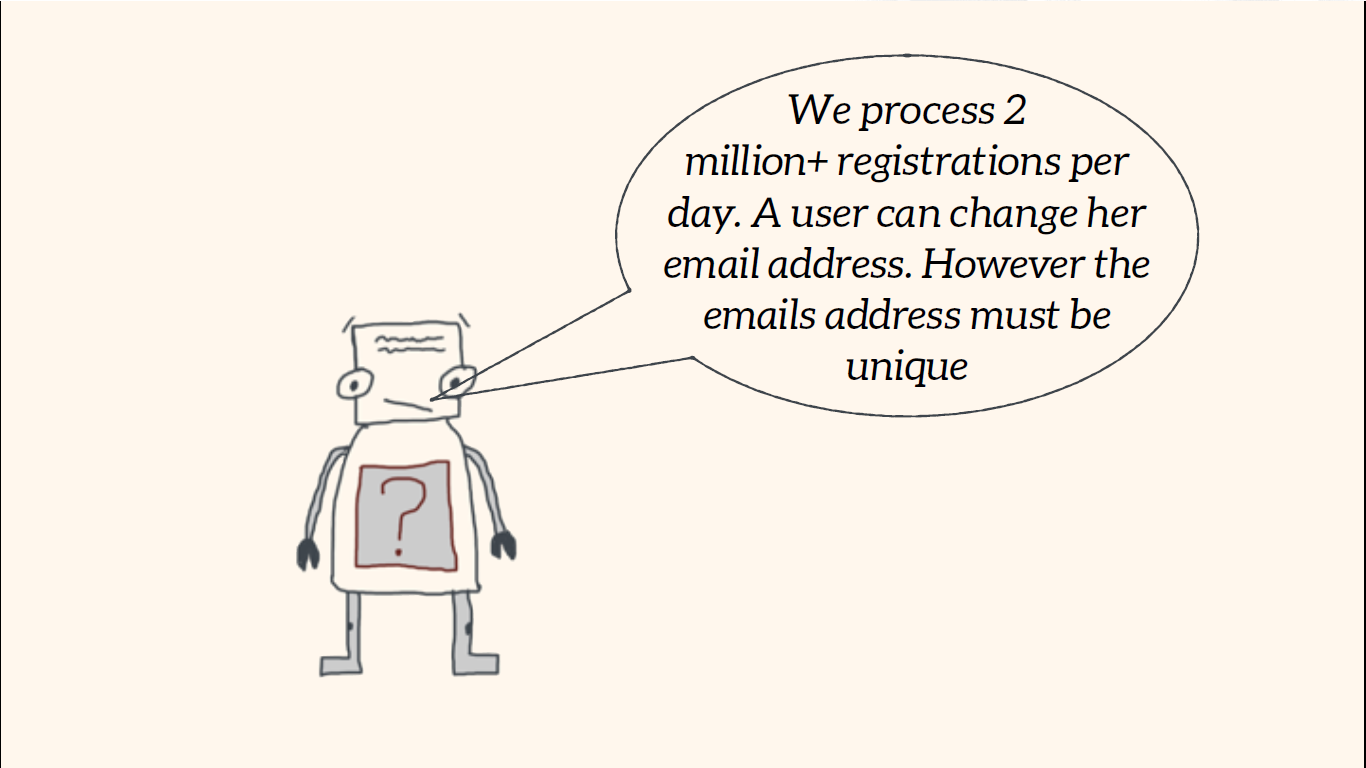 We process 2
million+ registrations per
day. A user can change her
email address. However the
emails address must be
unique
?